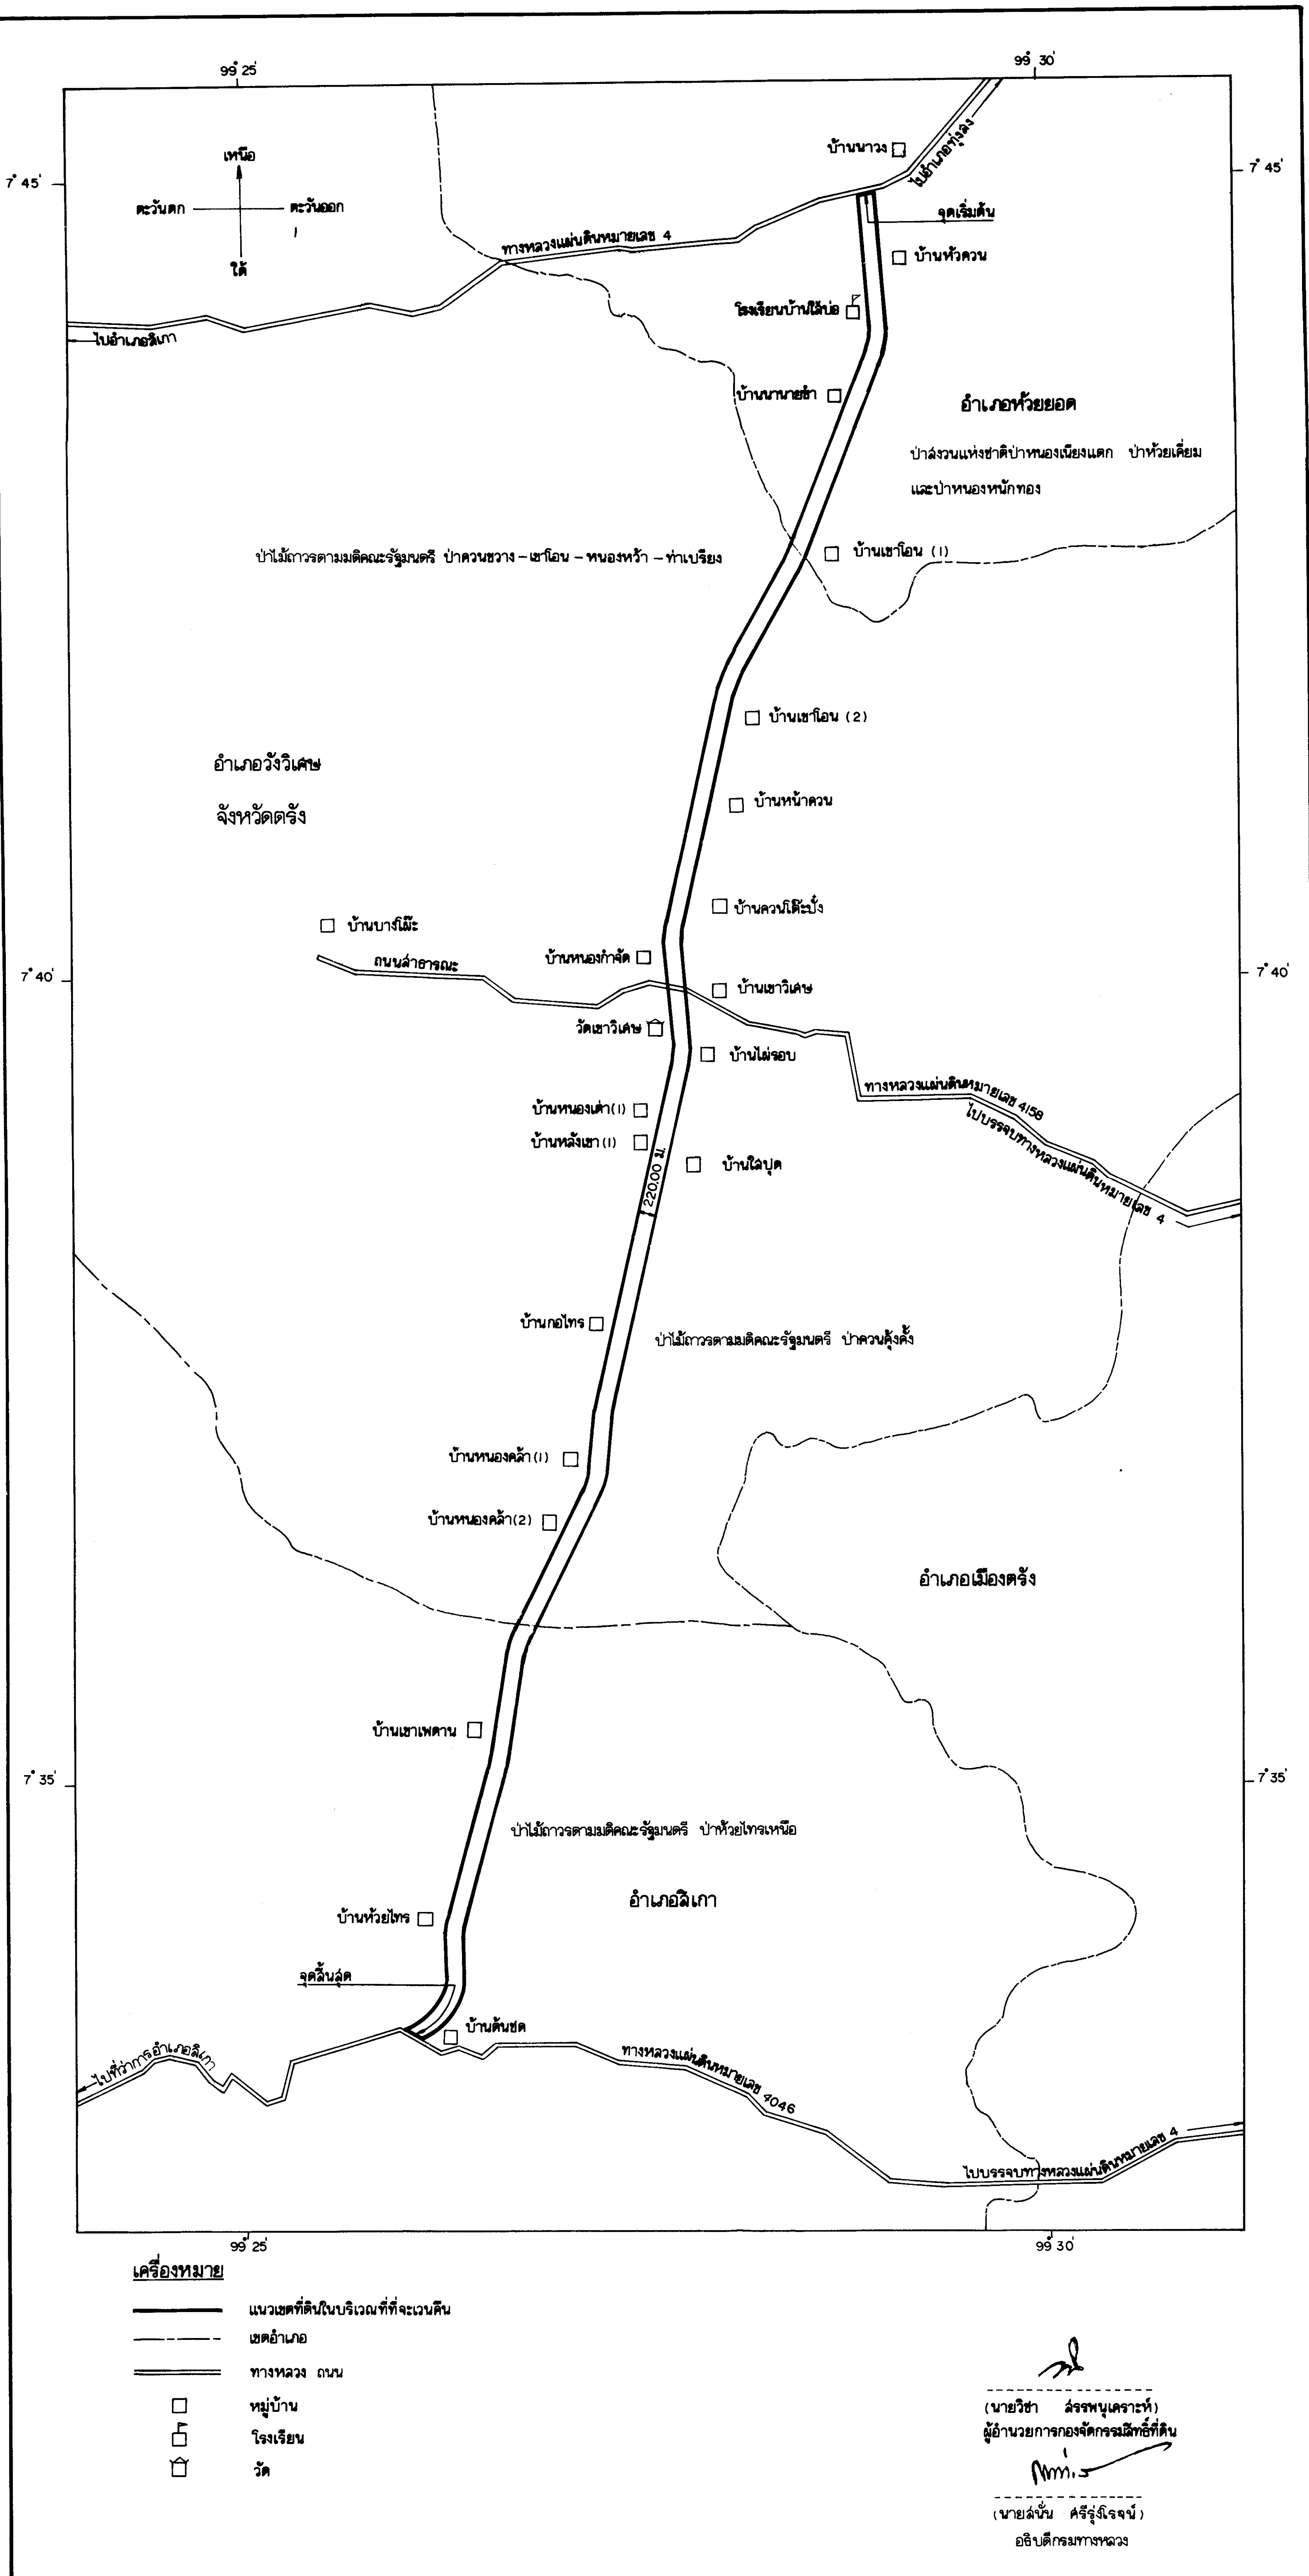 99° 25'
99° 30'
7° 45'
7° 45'
เหนือ
ตะวันตก
ตะวันออก
ใต้
บ้านนาวง
ไปอำเภอทุ่งสง
จุดเริ่มต้น
ทางหลวงแผ่นดินหมายเลข 4
บ้านหัวควน
โรงเรียนบ้านใสบ่อ
ไปอำเภอสิเกา
บ้านนานายชำ
อำเภอห้วยยอด
ป่าสงวนแห่งชาติป่าหนองเนียงแตก ป่าห้วยเคี่ยม
และป่าหนองหนักทอง
ป่าไม้ถาวรตามมติคณะรัฐมนตรี ป่าควนขวาง - เขาโอน - หนองหว้า - ท่าเปรียง
บ้านเขาโอน (1)
บ้านเขาโอน (2)
อำเภอวังวิเศษ
จังหวัดตรัง
บ้านหน้าควน
บ้านควนโต๊ะปั้ง
บ้านบางโม๊ะ
บ้านหนองกำจัด
ถนนสาธารณะ
7° 40'
7° 40'
บ้านเขาวิเศษ
วัดเขาวิเศษ
บ้านไผ่รอบ
ทางหลวงแผ่นดินหมายเลข 4158
ไปบรรจบทางหลวงแผ่นดินหมายเลข 4
บ้านหนองเต่า (1)
บ้านหลังเขา (1)
220.00 ม.
บ้านใสปุด
บ้านกอไทร
ป่าไม้ถาวรตามมติคณะรัฐมนตรี ป่าควนคุ้งคั้ง
บ้านหนองคล้า (1)
บ้านหนองคล้า (2)
อำเภอเมืองตรัง
บ้านเขาเพดาน
7° 35'
7° 35'
ป่าไม้ถาวรตามมติคณะรัฐมนตรี ป่าห้วยไทรเหนือ
อำเภอสิเกา
บ้านห้วยไทร
จุดสิ้นสุด
บ้านต้นชด
ไปที่ว่าการอำเภอสิเกา
ทางหลวงแผ่นดินหมายเลข 4046
ไปบรรจบทางหลวงแผ่นดินหมายเลข 4
99° 25'
99° 30'
เครื่องหมาย
แนวเขตที่ดินในบริเวณที่ที่จะเวนคืน
เขตอำเภอ
ทางหลวง ถนน
หมู่บ้าน
โรงเรียน
วัด
(นายวิชา สรรพนุเคราะห์)
ผู้อำนวยการกองจัดกรรมสิทธิ์ที่ดิน
(นายสนั่น ศรีรุ่งโรจน์)
อธิบดีกรมทางหลวง